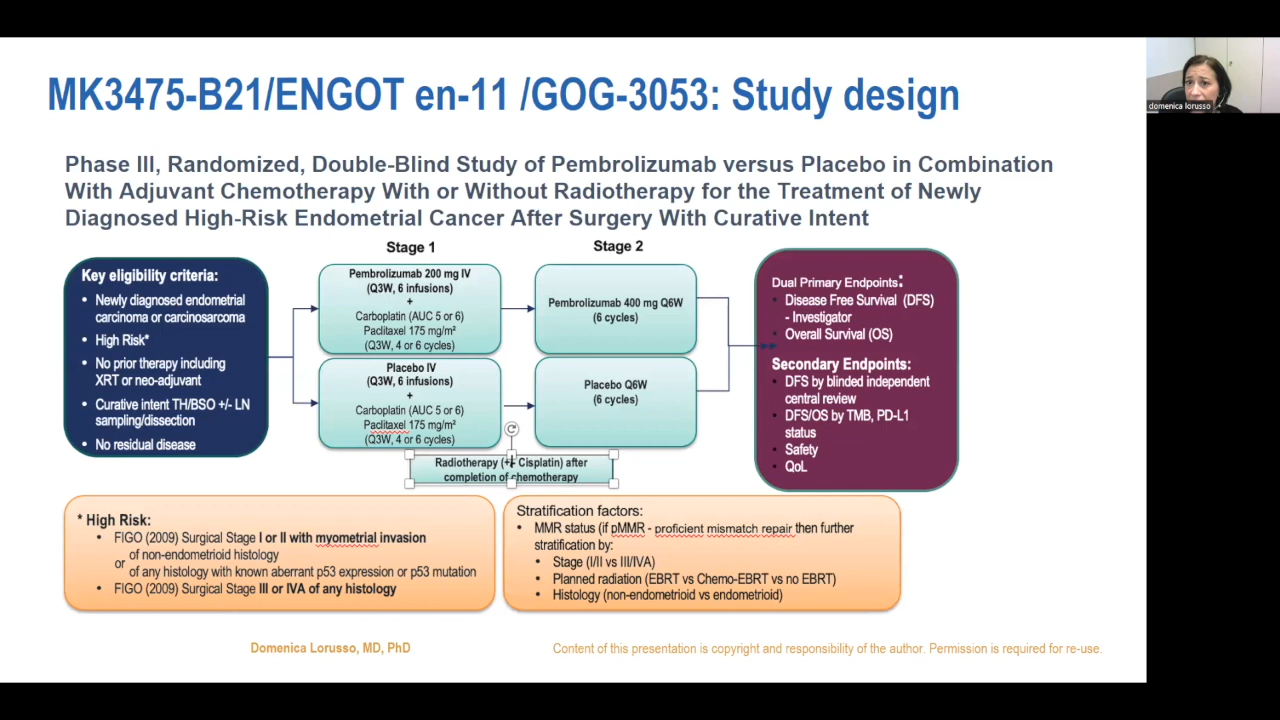 MK3475-B21/ENGOT en-11 /GOG-3053: Study design
domenica lorusso
Phase III, Randomized, Double-Blind Study of Pembrolizumab versus Placebo in Combination
With Adjuvant Chemotherapy With or Without Radiotherapy for the Treatment of Newly
Diagnosed High-Risk Endometrial Cancer After Surgery With Curative Intent
Stage 1
Stage 2
Key eligibility criteria:
• Newly diagnosed endometrial
carcinoma or carcinosarcoma
• High Risk*
• No prior therapy including
XRT or neo-adjuvant
• Curative intent TH/BSO +/- LN
sampling/dissection
• No residual disease
Pembrolizumab 200 mg IV
(Q3W, 6 infusions)
+
Carboplatin (AUC 5 or 6)
Paclitaxel 175 mg/m²
(Q3W, 4 or 6 cycles)
Pembrolizumab 400 mg Q6W
(6 cycles)
Placebo IV
(Q3W, 6 infusions)
+
Carboplatin (AUC 5 or 6)
Paclitaxel 175 mg/m²
(Q3W, 4 or 6 cycles)
Placebo Q6W
(6 cycles)
Radiotherapy (+/- Cisplatin) after
completion of chemotherapy
Dual Primary Endpoints:
• Disease Free Survival (DFS)
- Investigator
• Overall Survival (OS)
Secondary Endpoints:
• DFS by blinded independent
central review
• DFS/OS by TMB, PD-L1
status
• Safety
• QoL
* High Risk:
• FIGO (2009) Surgical Stage I or II with myometrial invasion
of non-endometrioid histology
or
of any histology with known aberrant p53 expression or p53 mutation
• FIGO (2009) Surgical Stage III or IVA of any histology
Stratification factors:
• MMR status (if pMMR - proficient mismatch repair then further
stratification by:
• Stage (I/II vs III/IVA)
• Planned radiation (EBRT vs Chemo-EBRT vs no EBRT)
• Histology (non-endometrioid vs endometrioid)
Domenica Lorusso, MD, PhD
Content of this presentation is copyright and responsibility of the author. Permission is required for re-use.